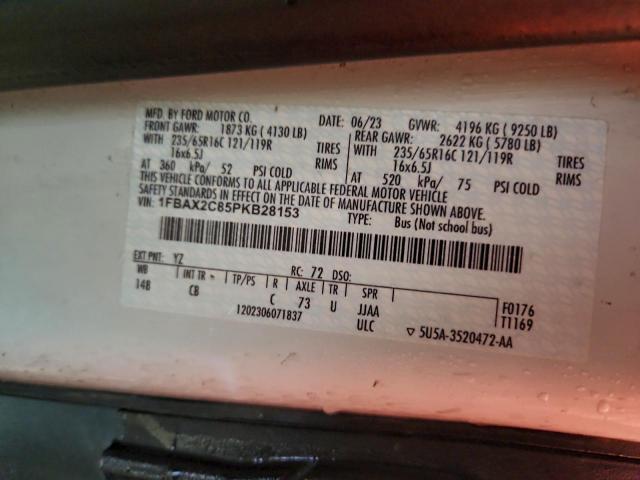 MFD. BY FORD MOTOR CO. DATE: 06/23 GVWR: 4196 KG ( 9250 LB)
FRONT GAWR: 1873 KG ( 4130 LB) REAR GAWR: 2622 KG ( 5780 LB)
WITH 235/65R16C 121/119R TIRES WITH 235/65R16C 121/119R TIRES
16x6.5J RIMS 16x6.5J RIMS
AT 360 kPa/ 52 PSI COLD AT 520 kPa/ 75 PSI COLD
THIS VEHICLE CONFORMS TO ALL APPLICABLE FEDERAL MOTOR VEHICLE
SAFETY STANDARDS IN EFFECT ON THE DATE OF MANUFACTURE SHOWN ABOVE.
VIN: 1FBAX2C85PKB28153 TYPE: Bus (Not school bus)
EXT PNT: YZ RC: 72 DSO:
WB INT TR TP/PS R AXLE TR SPR
148 CB C 73 U JJAA F0176
1202306071837 ULC T1169
▽ 5U5A-3520472-AA